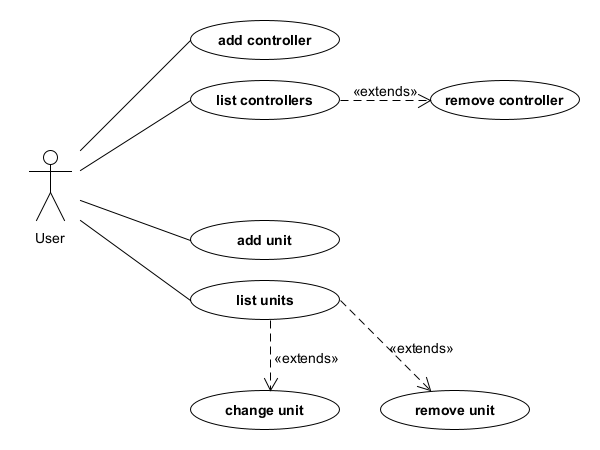 add controller
list controllers
«extends»
remove controller
User
add unit
list units
«extends»
«extends»
change unit
remove unit